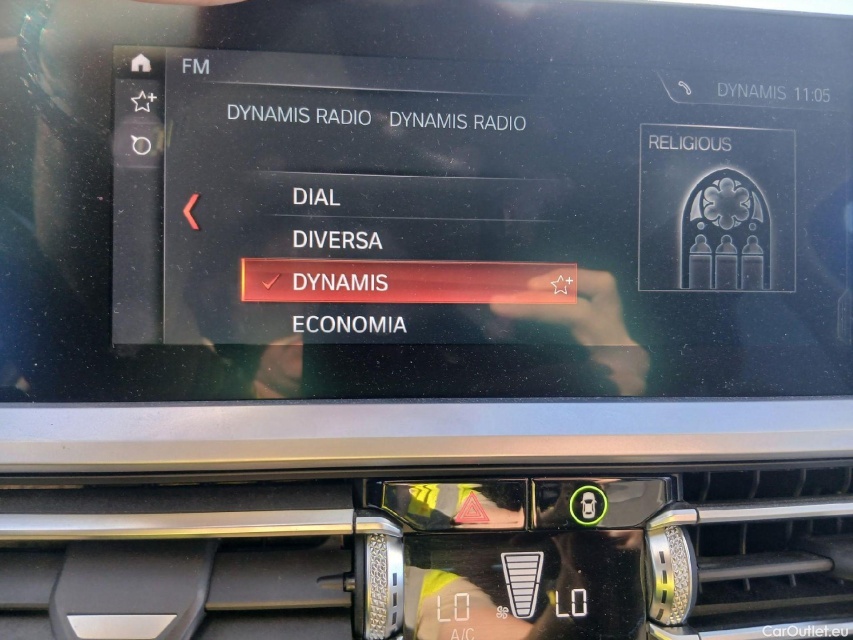 FM
DYNAMIS 11:05
DYNAMIS RADIO DYNAMIS RADIO
RELIGIOUS
DIAL
DIVERSA
DYNAMIS
ECONOMIA
LO LO
A/C
CarOutlet.eu